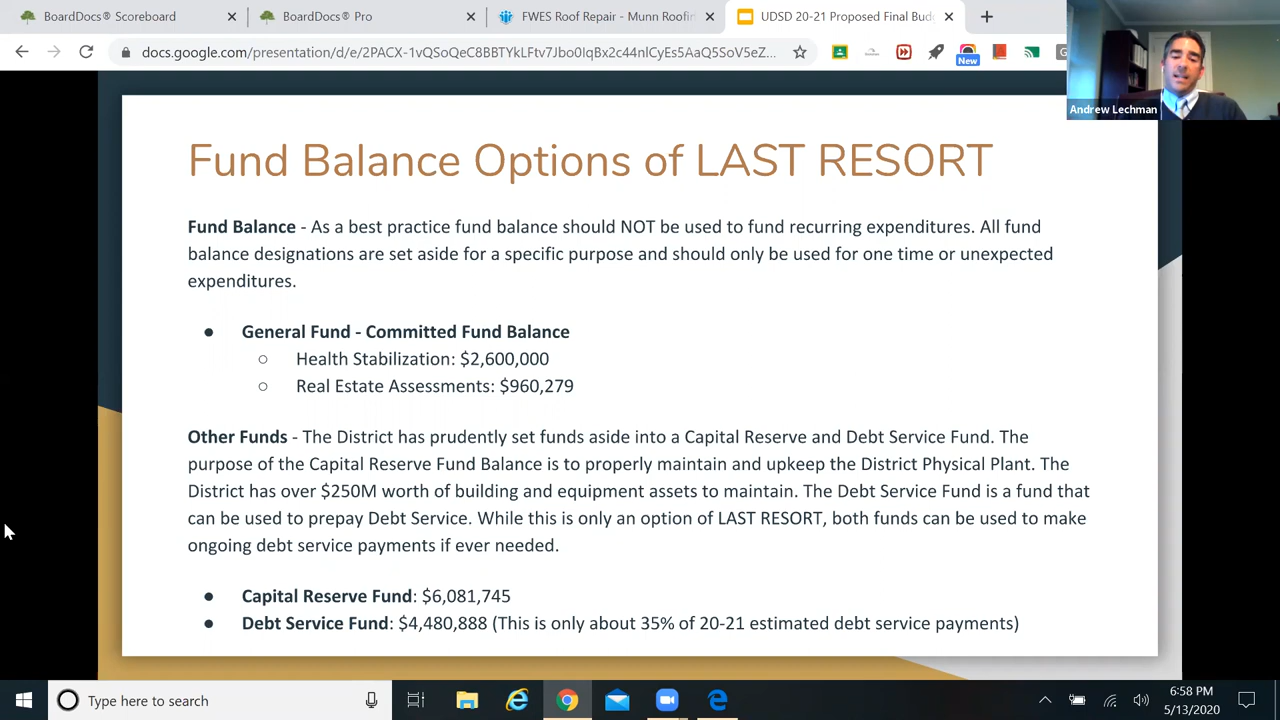 BoardDocs® Scoreboard
BoardDocs® Pro
FWES Roof Repair - Munn Roofin
UDSD 20-21 Proposed Final Bud
docs.google.com/presentation/d/e/2PACX-1vQSoQeC8BBTYkLFtv7Jbo0IqBx2c44nlCyEs5AaQ5SoV5eZ...
New
Andrew Lechman
Fund Balance Options of LAST RESORT
Fund Balance - As a best practice fund balance should NOT be used to fund recurring expenditures. All fund
balance designations are set aside for a specific purpose and should only be used for one time or unexpected
expenditures.
● General Fund - Committed Fund Balance
○ Health Stabilization: $2,600,000
○ Real Estate Assessments: $960,279
Other Funds - The District has prudently set funds aside into a Capital Reserve and Debt Service Fund. The
purpose of the Capital Reserve Fund Balance is to properly maintain and upkeep the District Physical Plant. The
District has over $250M worth of building and equipment assets to maintain. The Debt Service Fund is a fund that
can be used to prepay Debt Service. While this is only an option of LAST RESORT, both funds can be used to make
ongoing debt service payments if ever needed.
● Capital Reserve Fund: $6,081,745
● Debt Service Fund: $4,480,888 (This is only about 35% of 20-21 estimated debt service payments)
Type here to search
6:58 PM
5/13/2020